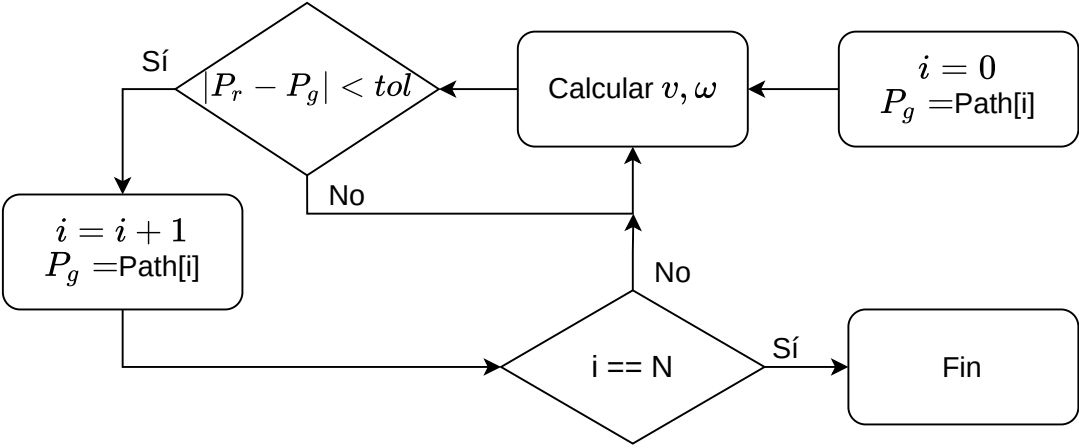 Sí
|P_r − P_g| < tol
Calcular v, ω
i = 0
P_g =Path[i]
No
i = i + 1
P_g =Path[i]
No
i == N
Sí
Fin